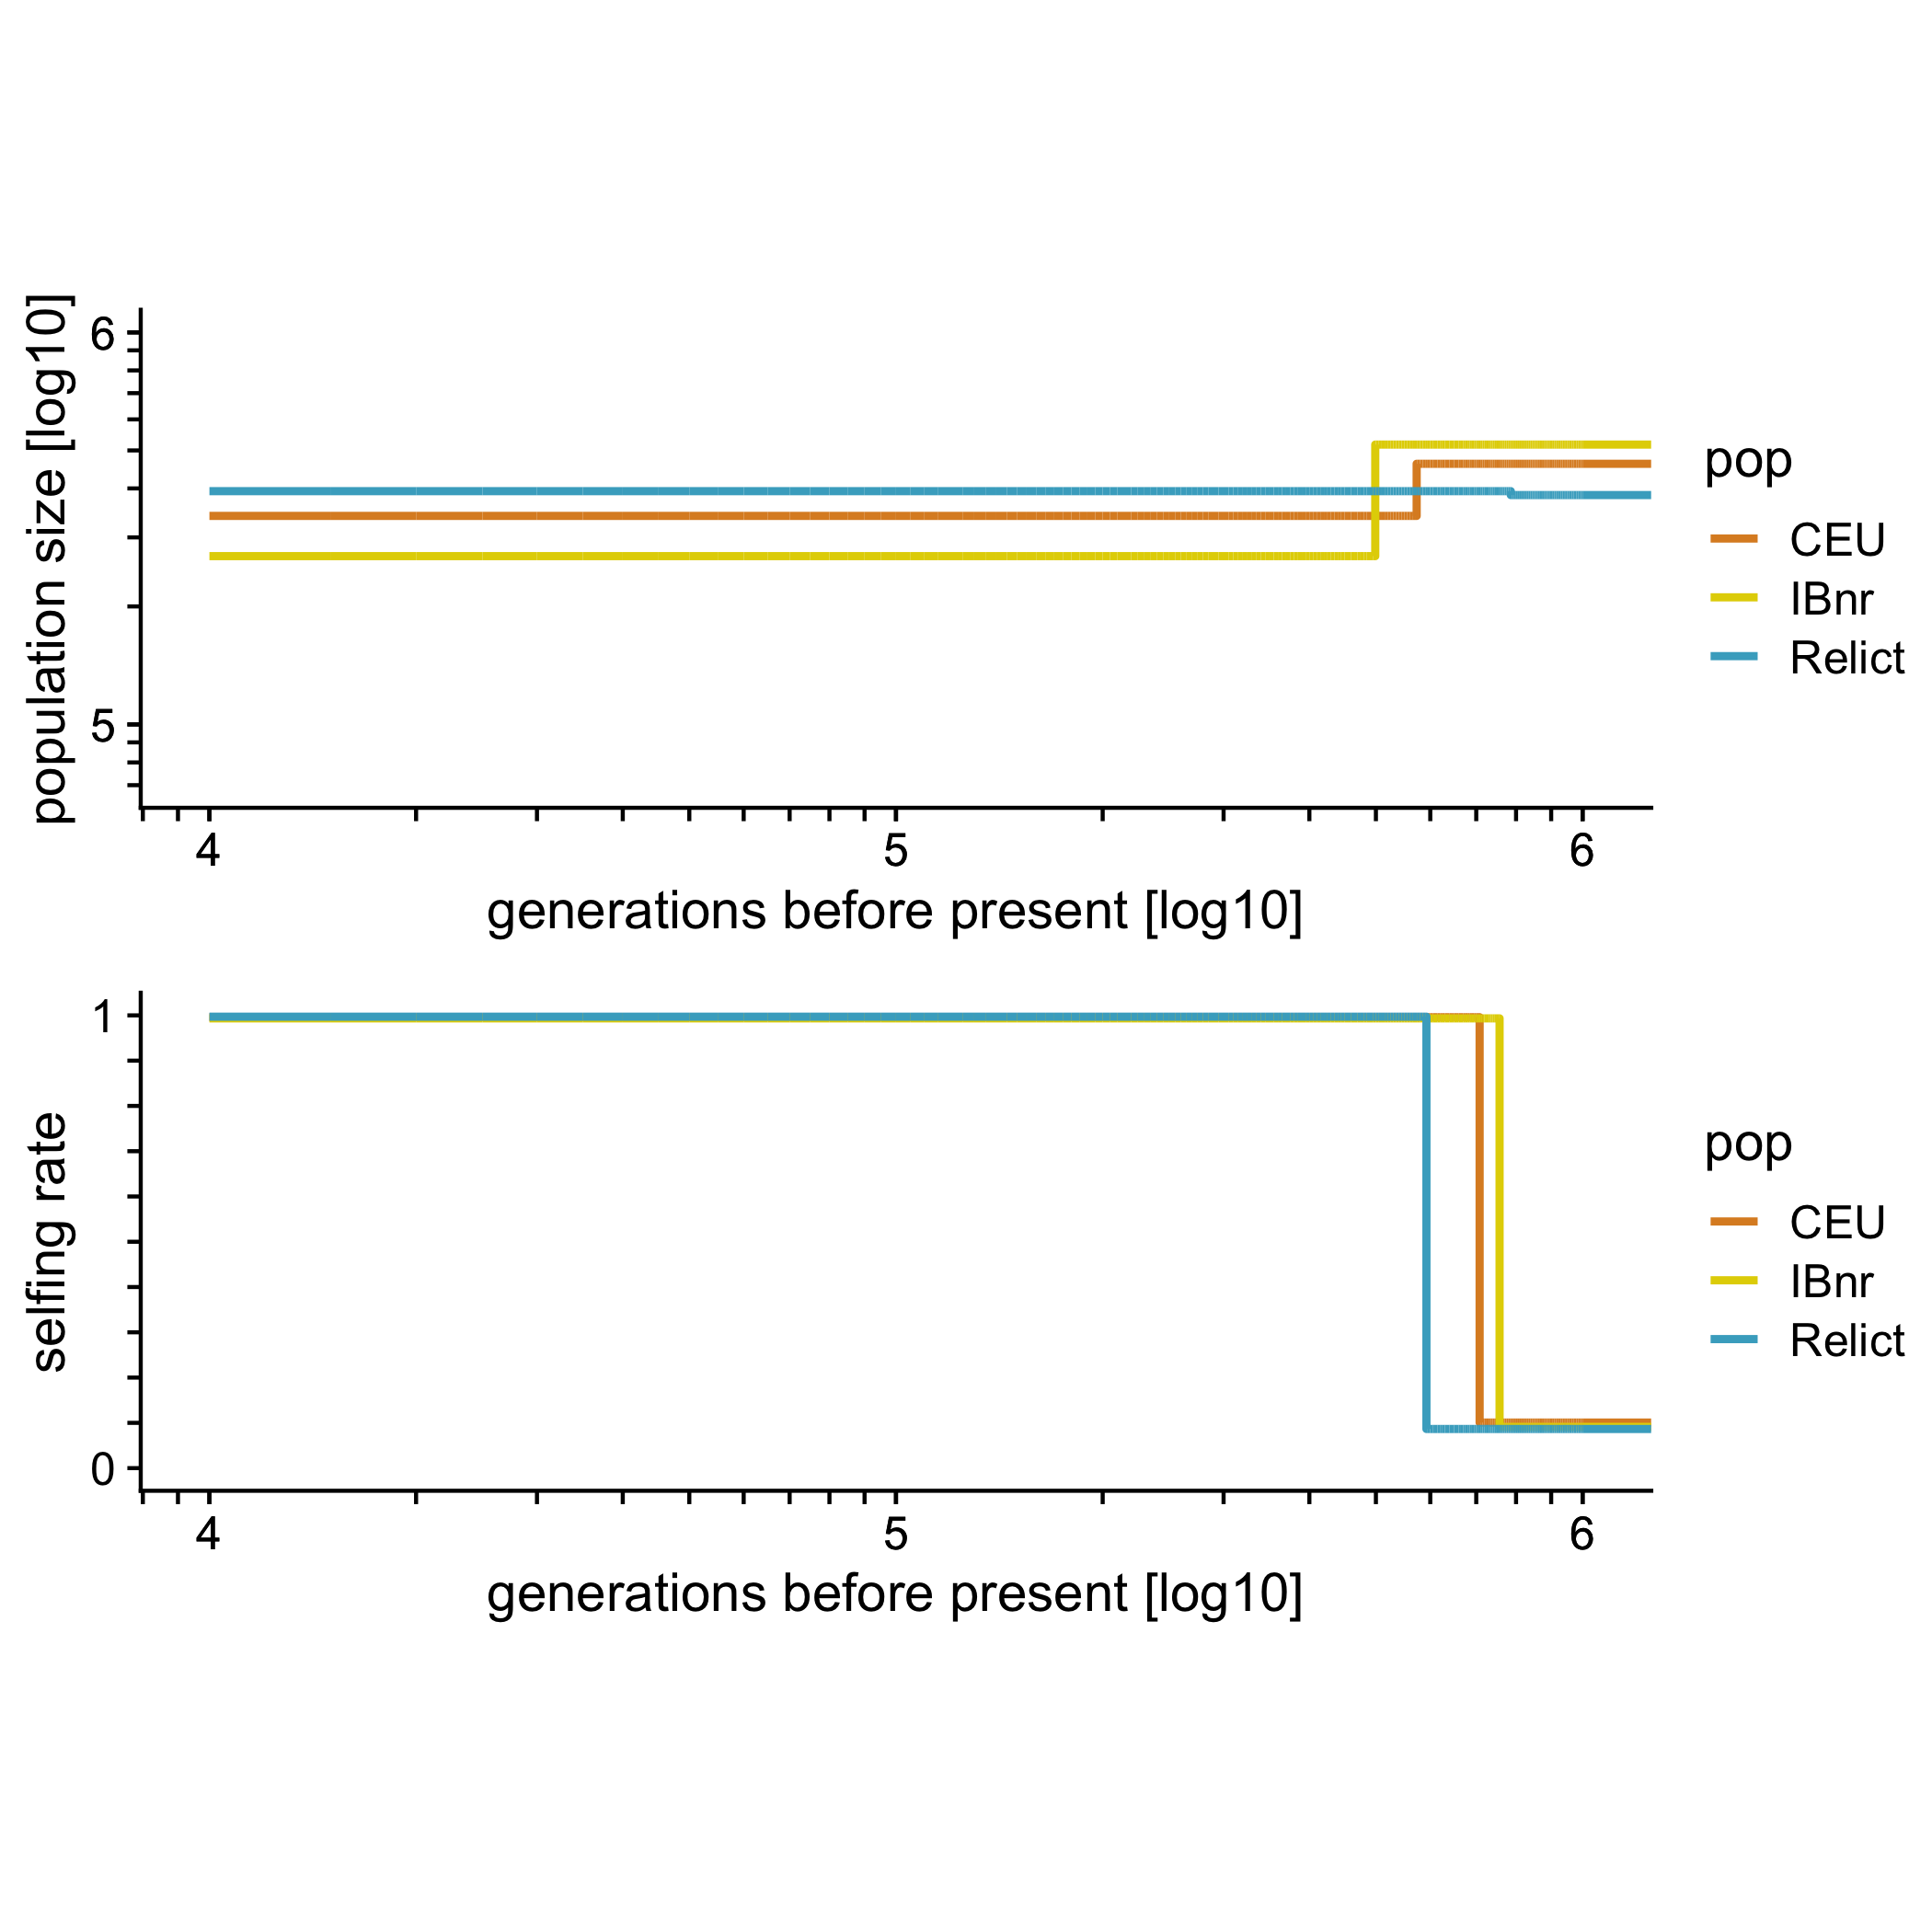 population size [log10]
6
5
4
5
6
generations before present [log10]
pop
CEU
IBnr
Relict
selfing rate
1
0
4
5
6
generations before present [log10]
pop
CEU
IBnr
Relict